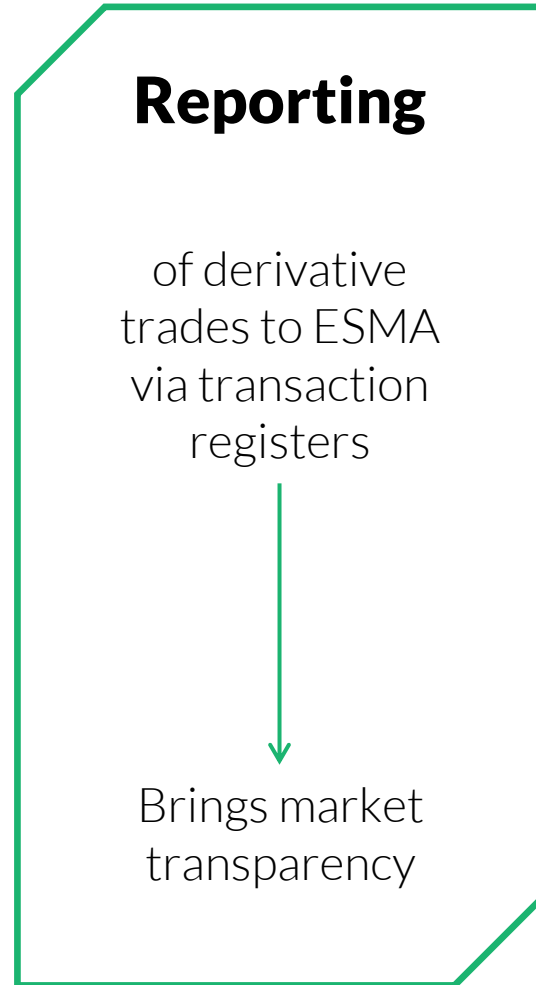 Reporting
of derivative
trades to ESMA
via transaction
registers
Brings market
transparency